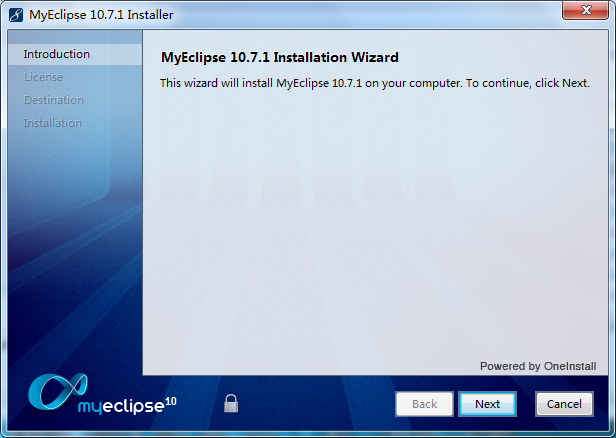 MyEclipse 10.7.1 Installer
Introduction
License
Destination
Installation
MyEclipse 10.7.1 Installation Wizard
This wizard will install MyEclipse 10.7.1 on your computer. To continue, click Next.
Powered by OneInstall
myeclipse10
Back
Next
Cancel